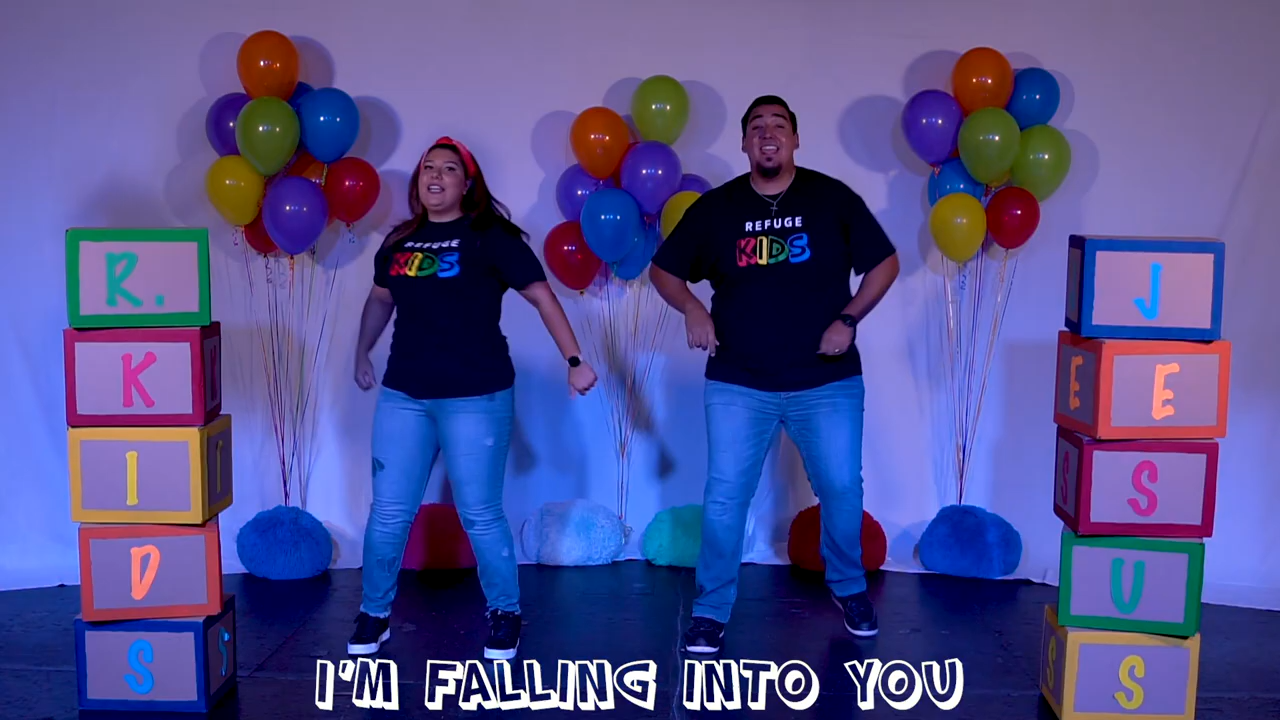 R.
K
I
D
S
REFUGE
KIDS
REFUGE
KIDS
J
E E
S S
U
S S
I'M FALLING INTO YOU